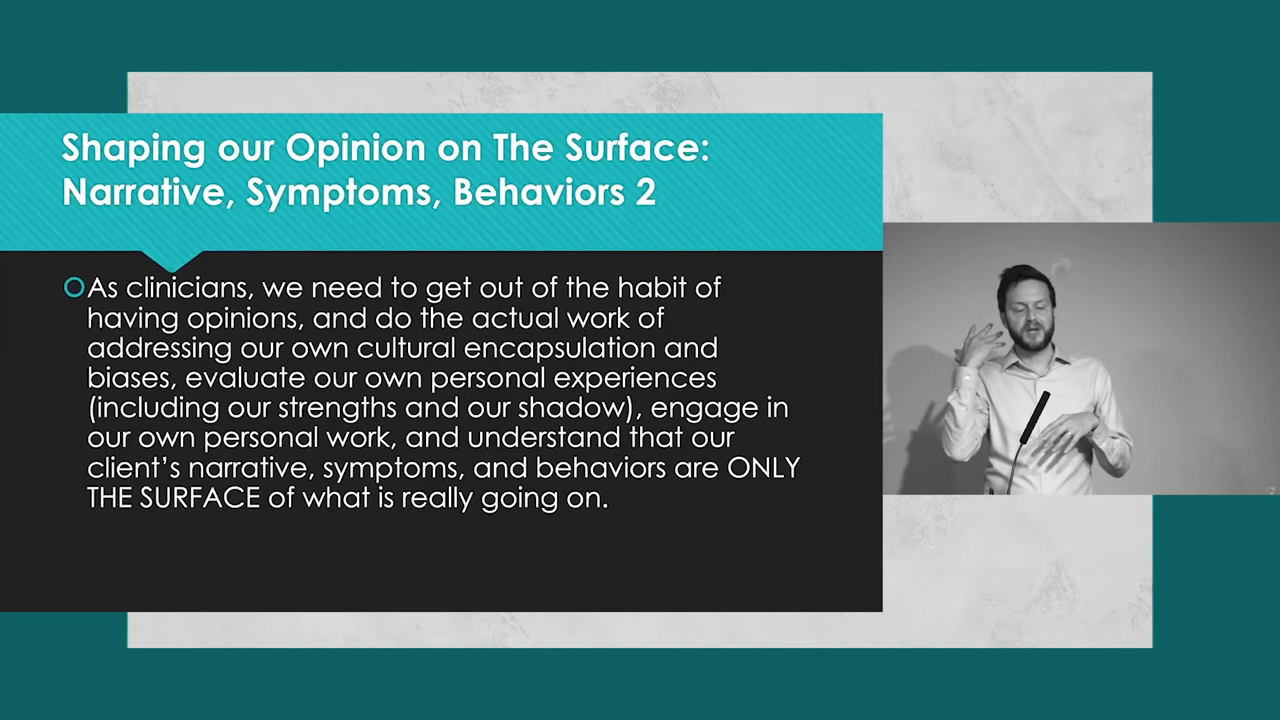 Shaping our Opinion on The Surface:
Narrative, Symptoms, Behaviors 2
As clinicians, we need to get out of the habit of
having opinions, and do the actual work of
addressing our own cultural encapsulation and
biases, evaluate our own personal experiences
(including our strengths and our shadow), engage in
our own personal work, and understand that our
client’s narrative, symptoms, and behaviors are ONLY
THE SURFACE of what is really going on.